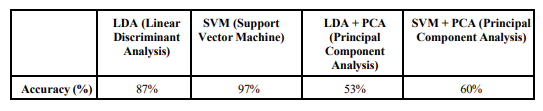 LDA (Linear Discriminant Analysis)
SVM (Support Vector Machine)
LDA + PCA (Principal Component Analysis)
SVM + PCA (Principal Component Analysis)
Accuracy (%) 87% 97% 53% 60%